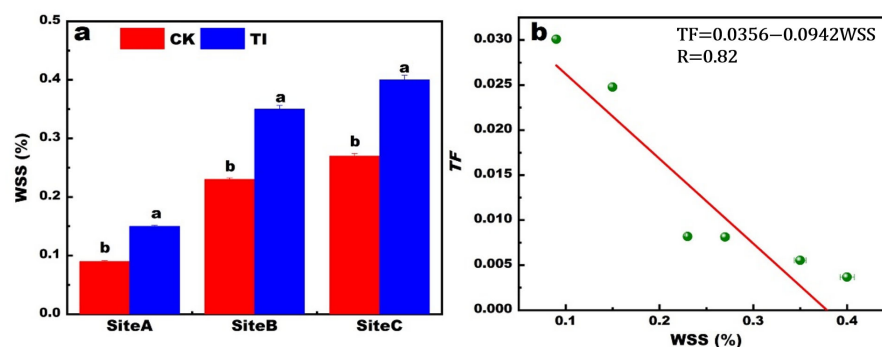 a
CK TI
WSS (%)
0.5
0.4
0.3
0.2
0.1
0.0
b a
b a
b a
SiteA SiteB SiteC
b
TF=0.0356−0.0942WSS
R=0.82
TF
0.030
0.025
0.020
0.015
0.010
0.005
0.000
0.1 0.2 0.3 0.4
WSS (%)